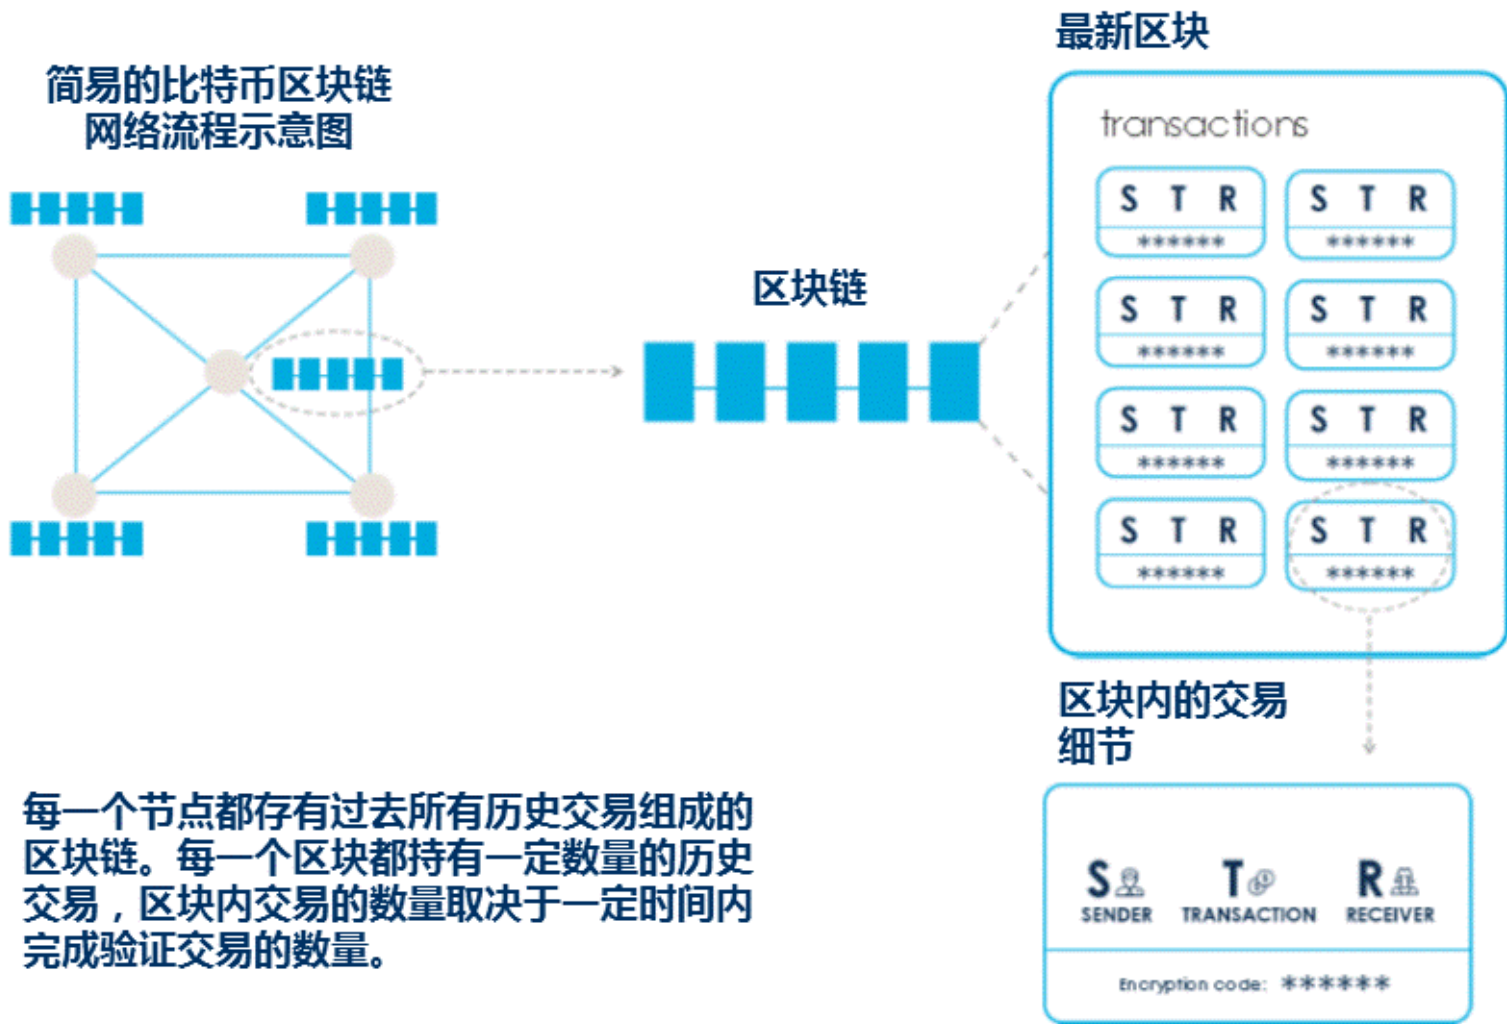 简易的比特币区块链
网络流程示意图
区块链
最新区块
transactions
S T R
******
S T R
******
S T R
******
S T R
******
S T R
******
S T R
******
S T R
******
S T R
******
区块内的交易
细节
S T R
SENDER TRANSACTION RECEIVER
Encryption code: ******
每一个节点都存有过去所有历史交易组成的
区块链。每一个区块都持有一定数量的历史
交易，区块内交易的数量取决于一定时间内
完成验证交易的数量。